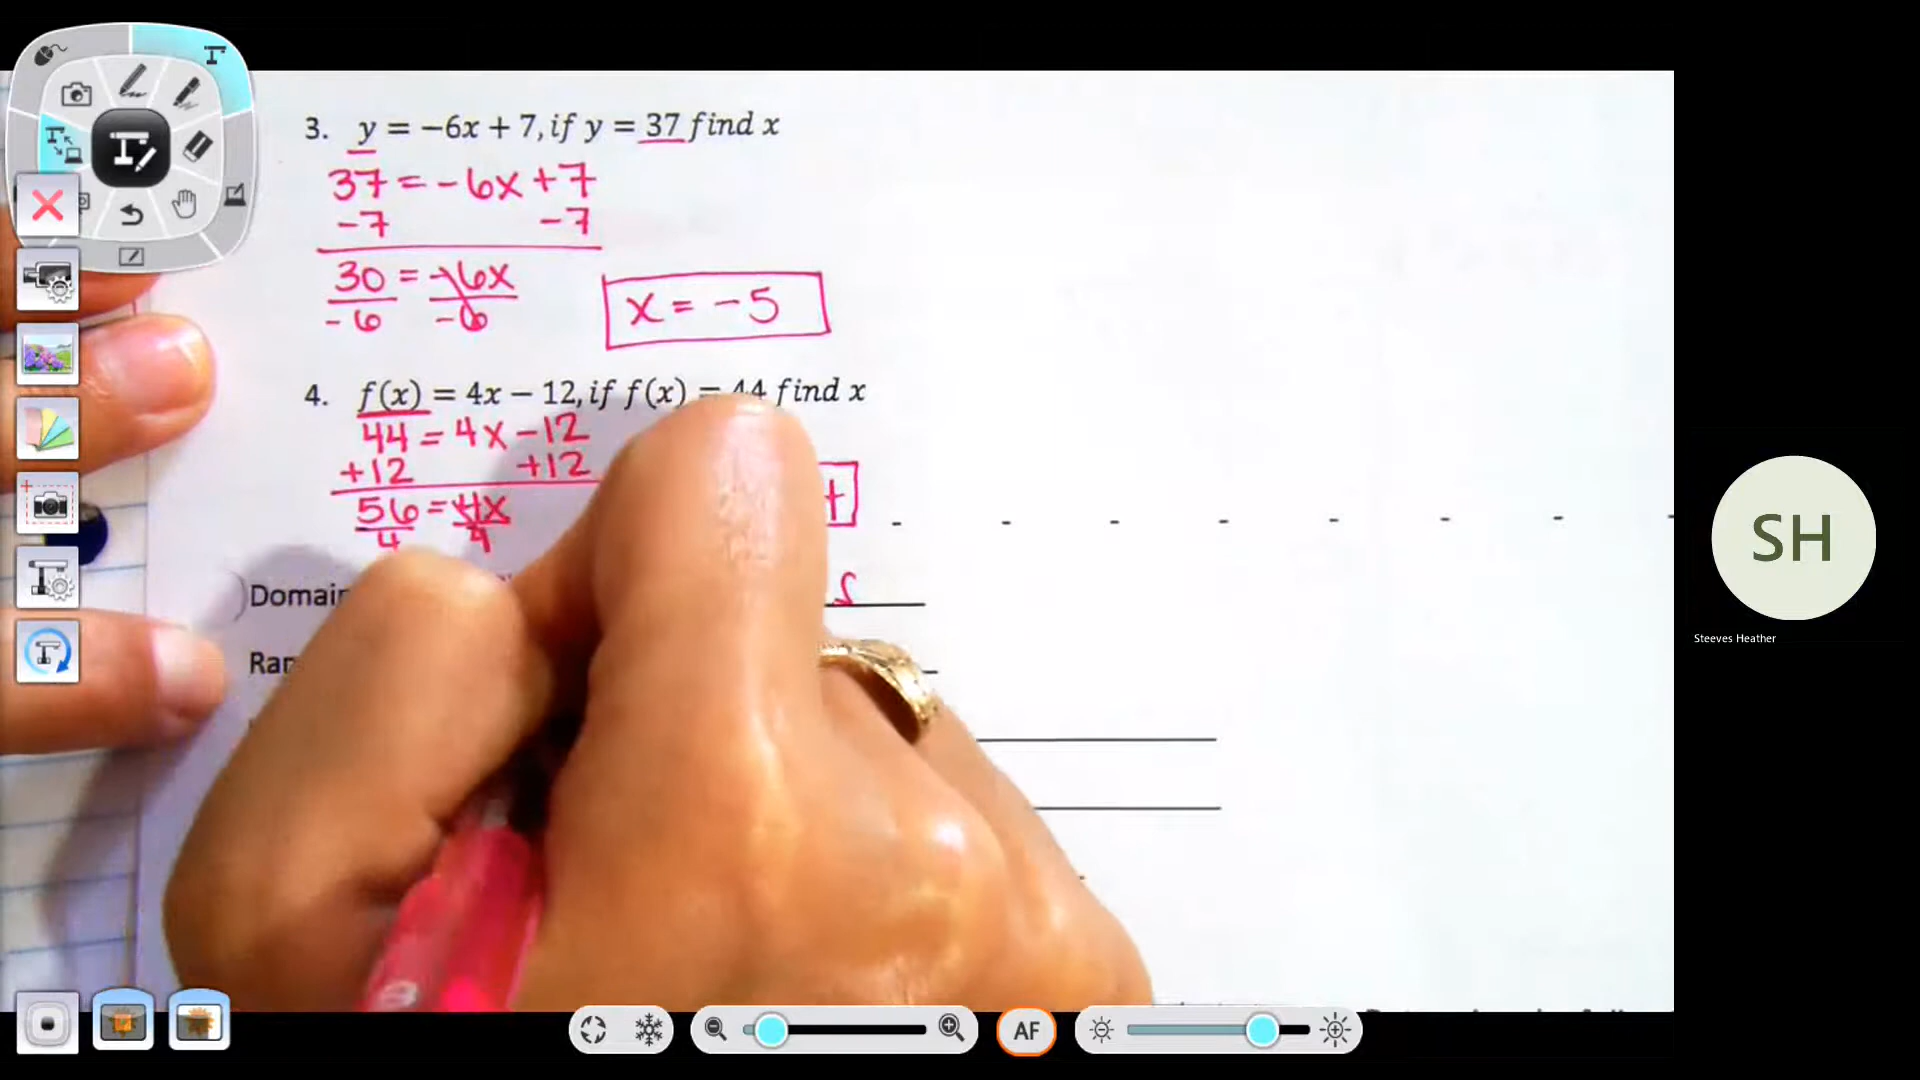 3. y = −6x + 7, if y = 37 find x
37 = -6x +7
-7 -7
30 = -6x
-6 -6
x = -5
4. f(x) = 4x − 12, if f(x) = 44 find x
44 = 4x -12
+12 +12
56 = 4x
4 4
Domain
SH
Steeves Heather
AF